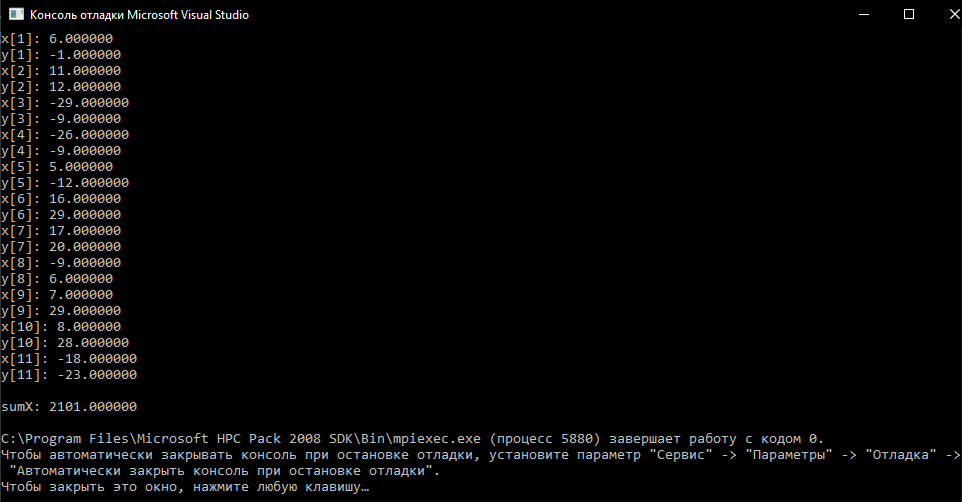 Консоль отладки Microsoft Visual Studio
x[1]: 6.000000
y[1]: -1.000000
x[2]: 11.000000
y[2]: 12.000000
x[3]: -29.000000
y[3]: -9.000000
x[4]: -26.000000
y[4]: -9.000000
x[5]: 5.000000
y[5]: -12.000000
x[6]: 16.000000
y[6]: 29.000000
x[7]: 17.000000
y[7]: 20.000000
x[8]: -9.000000
y[8]: 6.000000
x[9]: 7.000000
y[9]: 29.000000
x[10]: 8.000000
y[10]: 28.000000
x[11]: -18.000000
y[11]: -23.000000
sumX: 2101.000000
C:\Program Files\Microsoft HPC Pack 2008 SDK\Bin\mpiexec.exe (процесс 5880) завершает работу с кодом 0.
Чтобы автоматически закрывать консоль при остановке отладки, установите параметр "Сервис" -> "Параметры" -> "Отладка" ->
"Автоматически закрыть консоль при остановке отладки".
Чтобы закрыть это окно, нажмите любую клавишу…